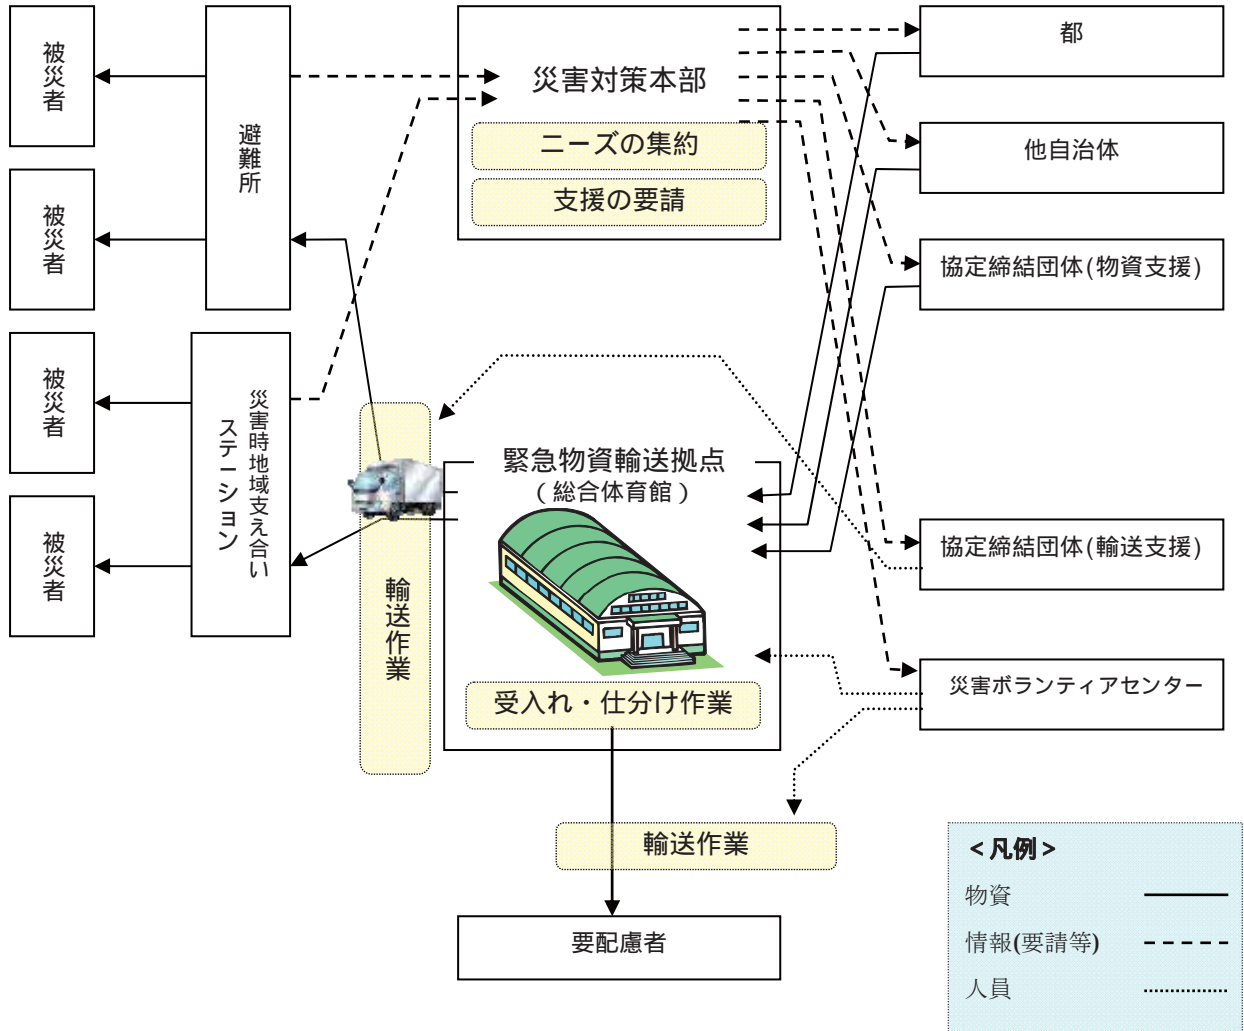 被災者
被災者
被災者
被災者
避難所
災害時地域支え合い
ステーション
災害対策本部
ニーズの集約
支援の要請
都
他自治体
協定締結団体(物資支援)
協定締結団体(輸送支援)
災害ボランティアセンター
緊急物資輸送拠点
(総合体育館)
受入れ・仕分け作業
輸送作業
輸送作業
要配慮者
<凡例>
物資
情報(要請等)
人員